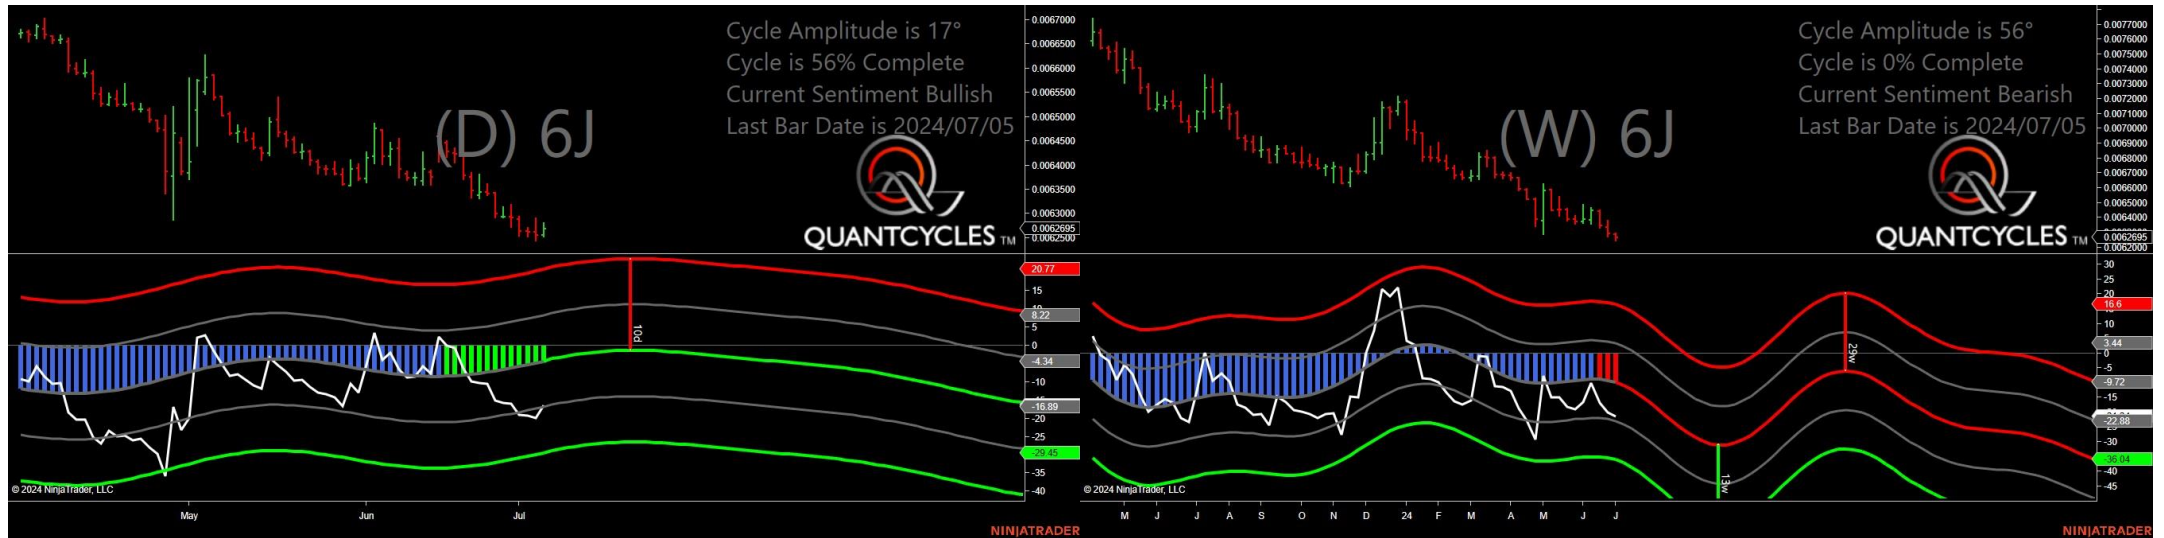 Cycle Amplitude is 17°
Cycle is 56% Complete
Current Sentiment Bullish
Last Bar Date is 2024/07/05
(D) 6J
QUANTCYCLES TM
0.0067000
0.0066500
0.0066000
0.0065500
0.0065000
0.0064500
0.0064000
0.0063500
0.0063000
0.0062695
0.0062500
20.77
15
10
8.22
5
0
-4.34
-10
-16.89
-20
-25
-29.45
-35
-40
10d
© 2024 NinjaTrader, LLC
May
Jun
Jul
NINJATRADER
Cycle Amplitude is 56°
Cycle is 0% Complete
Current Sentiment Bearish
Last Bar Date is 2024/07/05
(W) 6J
QUANTCYCLES TM
0.0077000
0.0076000
0.0075000
0.0074000
0.0073000
0.0072000
0.0071000
0.0070000
0.0069000
0.0068000
0.0067000
0.0066000
0.0065000
0.0064000
0.0062695
0.0062000
30
25
20
16.6
10
3.44
0
-5
-9.72
-15
-22.88
-30
-36.04
-40
-45
29w
13w
© 2024 NinjaTrader, LLC
M J J A S O N D 24 F M A M J J
NINJATRADER